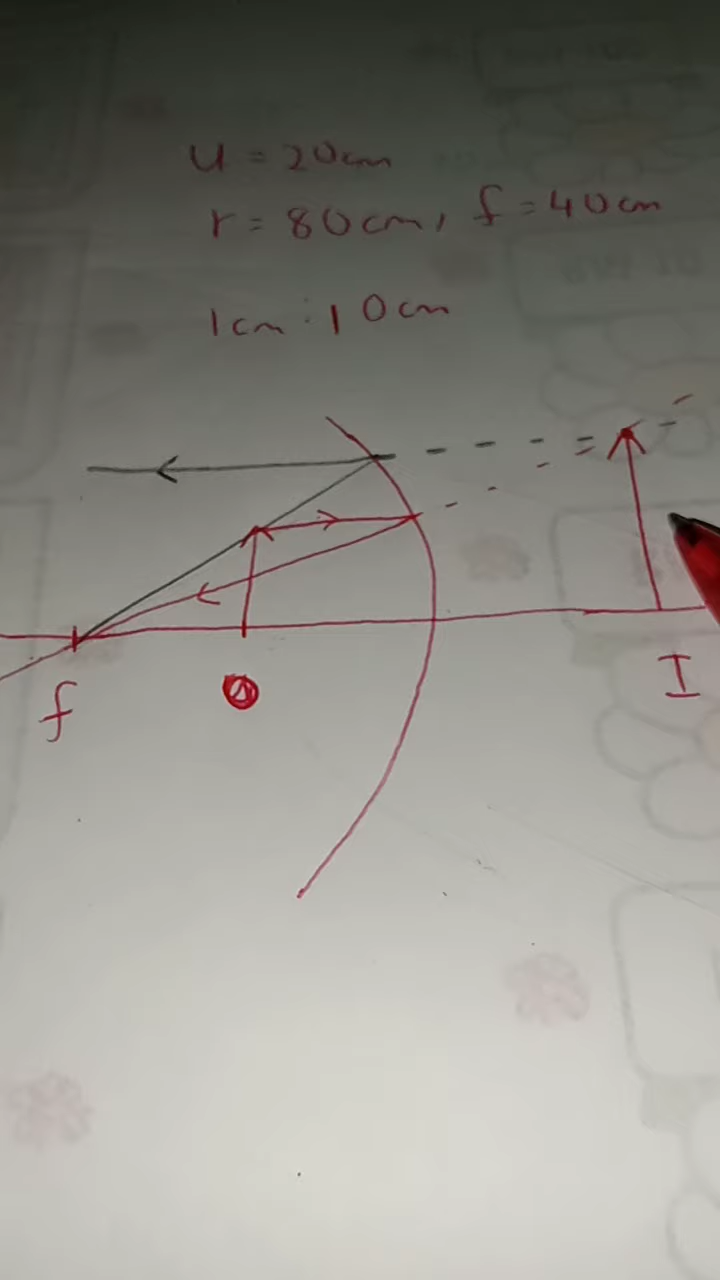 u = 20cm
r = 80cm, f = 40cm
1cm : 10cm
f
O
I